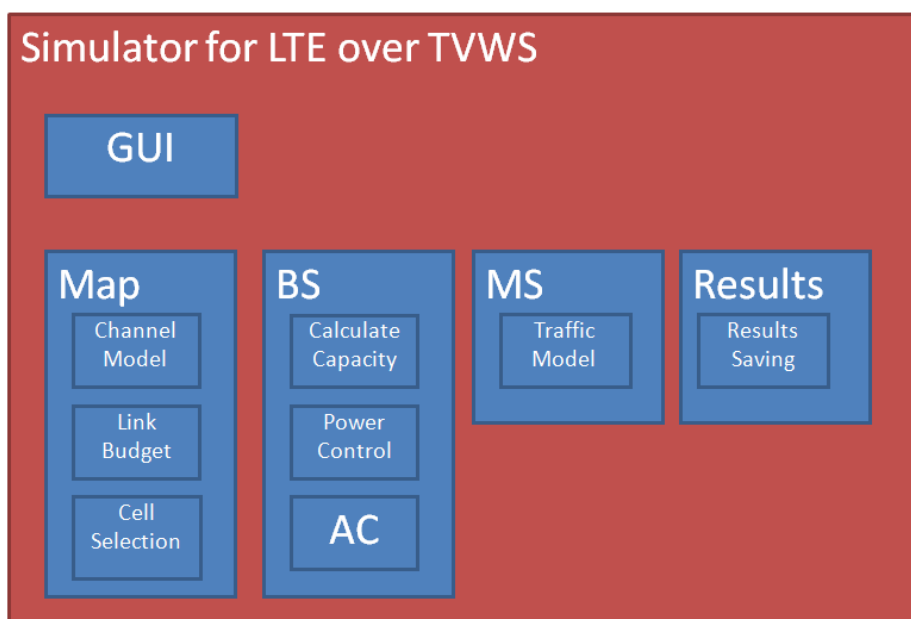 Simulator for LTE over TVWS
GUI
Map
Channel
Model
Link
Budget
Cell
Selection
BS
Calculate
Capacity
Power
Control
AC
MS
Traffic
Model
Results
Results
Saving